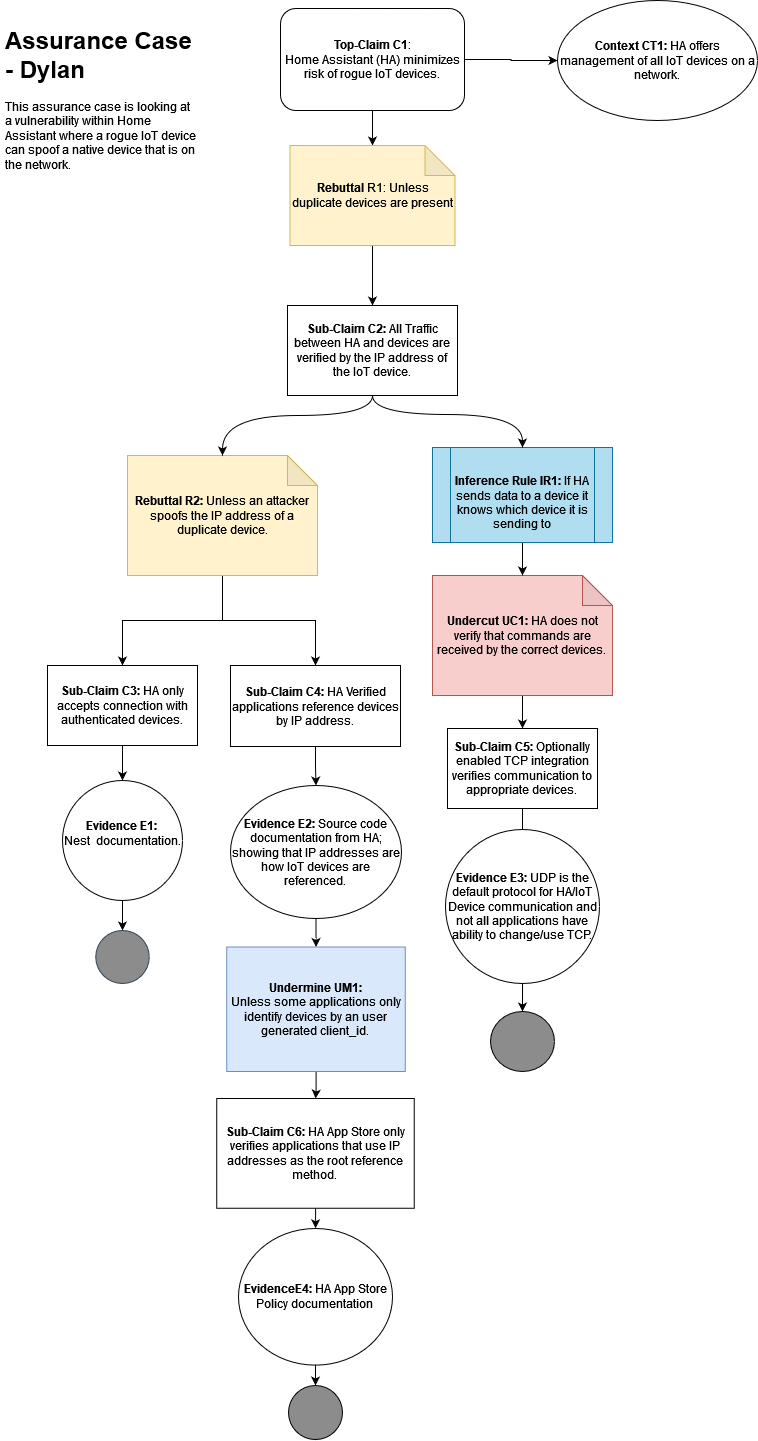 Assurance Case
- Dylan
This assurance case is looking at
a vulnerability within Home
Assistant where a rogue IoT device
can spoof a native device that is on
the network.
Top-Claim C1:
Home Assistant (HA) minimizes
risk of rogue IoT devices.
Context CT1: HA offers
management of all IoT devices on a
network.
Rebuttal R1: Unless
duplicate devices are present
Sub-Claim C2: All Traffic
between HA and devices are
verified by the IP address of
the IoT device.
Rebuttal R2: Unless an attacker
spoofs the IP address of a
duplicate device.
Inference Rule IR1: If HA
sends data to a device it
knows which device it is
sending to
Undercut UC1: HA does not
verify that commands are
received by the correct devices.
Sub-Claim C3: HA only
accepts connection with
authenticated devices.
Sub-Claim C4: HA Verified
applications reference devices
by IP address.
Sub-Claim C5: Optionally
enabled TCP integration
verifies communication to
appropriate devices.
Evidence E1:
Nest documentation.
Evidence E2: Source code
documentation from HA;
showing that IP addresses are
how IoT devices are
referenced.
Evidence E3: UDP is the
default protocol for HA/IoT
Device communication and
not all applications have
ability to change/use TCP.
Undermine UM1:
Unless some applications only
identify devices by an user
generated client_id.
Sub-Claim C6: HA App Store only
verifies applications that use IP
addresses as the root reference
method.
EvidenceE4: HA App Store
Policy documentation